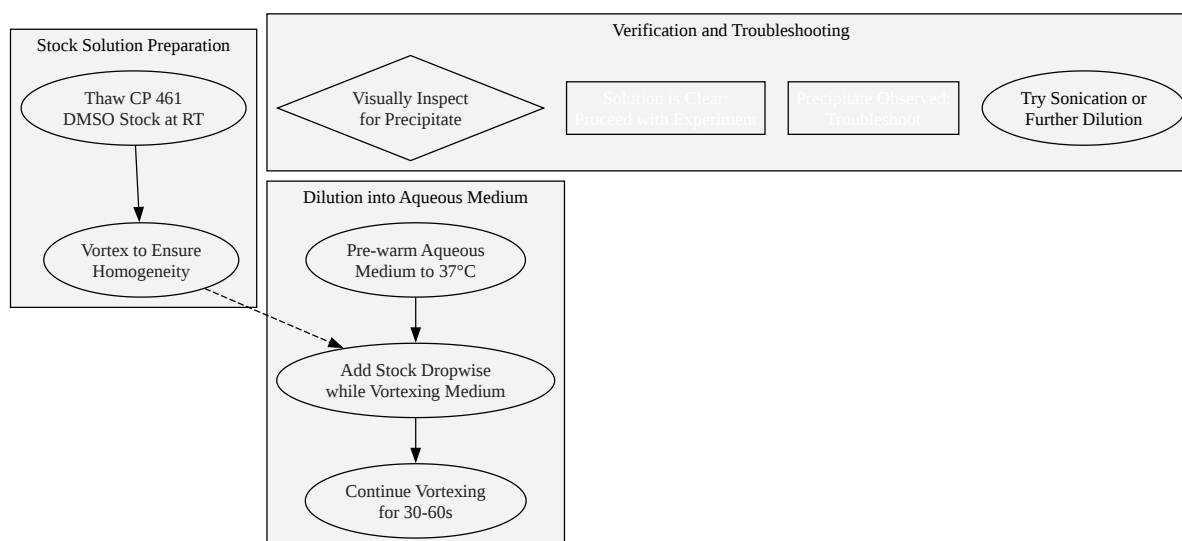 Stock Solution Preparation
Thaw CP 461
DMSO Stock at RT
Vortex to Ensure
Homogeneity
Verification and Troubleshooting
Visually Inspect
for Precipitate
Solution is Clear:
Proceed with Experiment
Precipitate Observed:
Troubleshoot
Try Sonication or
Further Dilution
Dilution into Aqueous Medium
Pre-warm Aqueous
Medium to 37°C
Add Stock Dropwise
while Vortexing Medium
Continue Vortexing
for 30-60s